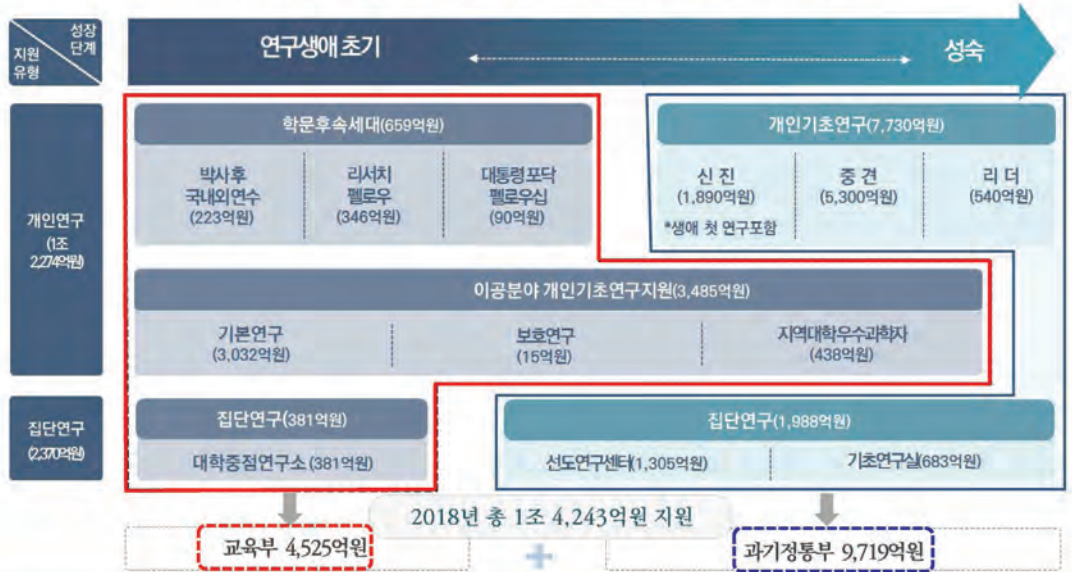 성장
단계
지원
유형
연구생애 초기
성숙
개인연구
(1조
2,274억원)
학문후속세대(659억원)
박사후
국내외연수
(223억원)
리서치
펠로우
(346억원)
대통령포닥
펠로우십
(90억원)
개인기초연구(7,730억원)
신 진
(1,890억원)
*생애 첫 연구포함
중 견
(5,300억원)
리 더
(540억원)
이공분야 개인기초연구지원(3,485억원)
기본연구
(3,032억원)
보호연구
(15억원)
지역대학우수과학자
(438억원)
집단연구
(2,370억원)
집단연구(381억원)
대학중점연구소(381억원)
집단연구(1,988억원)
선도연구센터(1,305억원)
기초연구실(683억원)
2018년 총 1조 4,243억원 지원
교육부 4,525억원
+
과기정통부 9,719억원